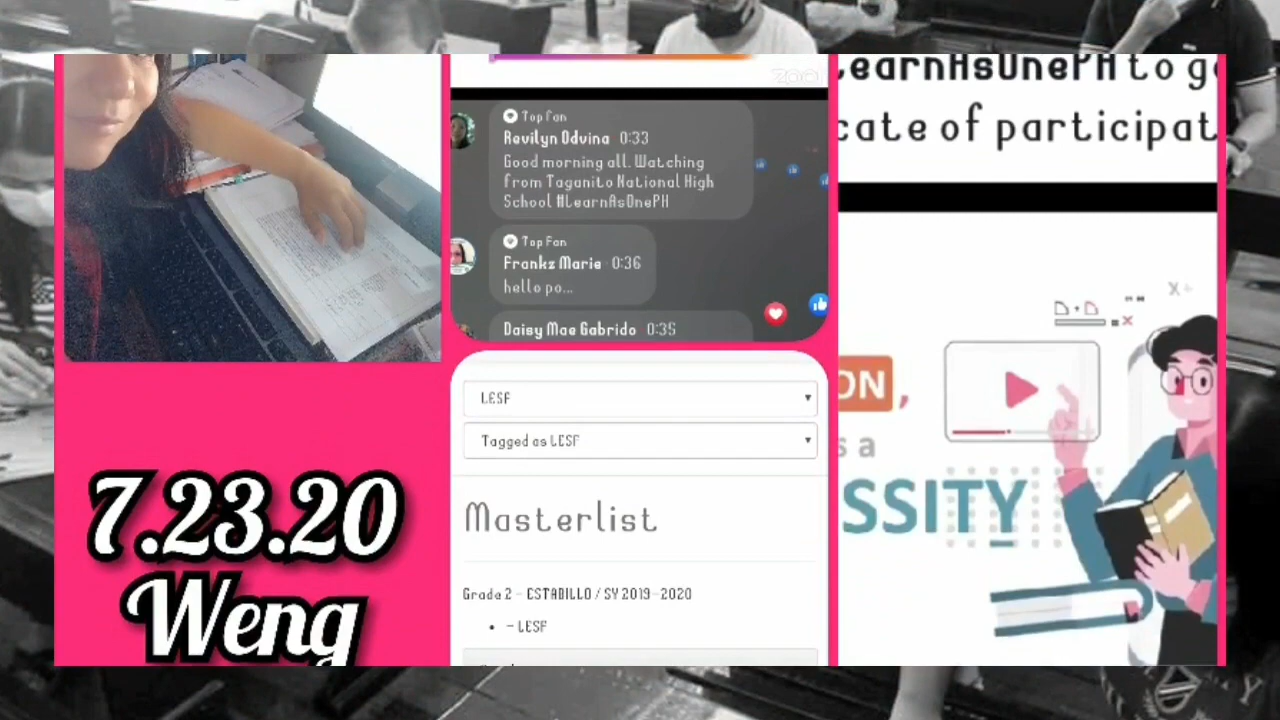 7.23.20
Weng
Top Fan
Revilyn Odvina 0:33
Good morning all. Watching
from Taganito National High
School #LearnAsOnePH
Top Fan
Frankz Marie 0:36
hello po...
Daisy Mae Gabrido 0:35
LESF
Tagged as LESF
Masterlist
Grade 2 - ESTABILLO / SY 2019-2020
• - LESF
LearnAsOnePH to
cate of participat
ON,
s a
SSITY